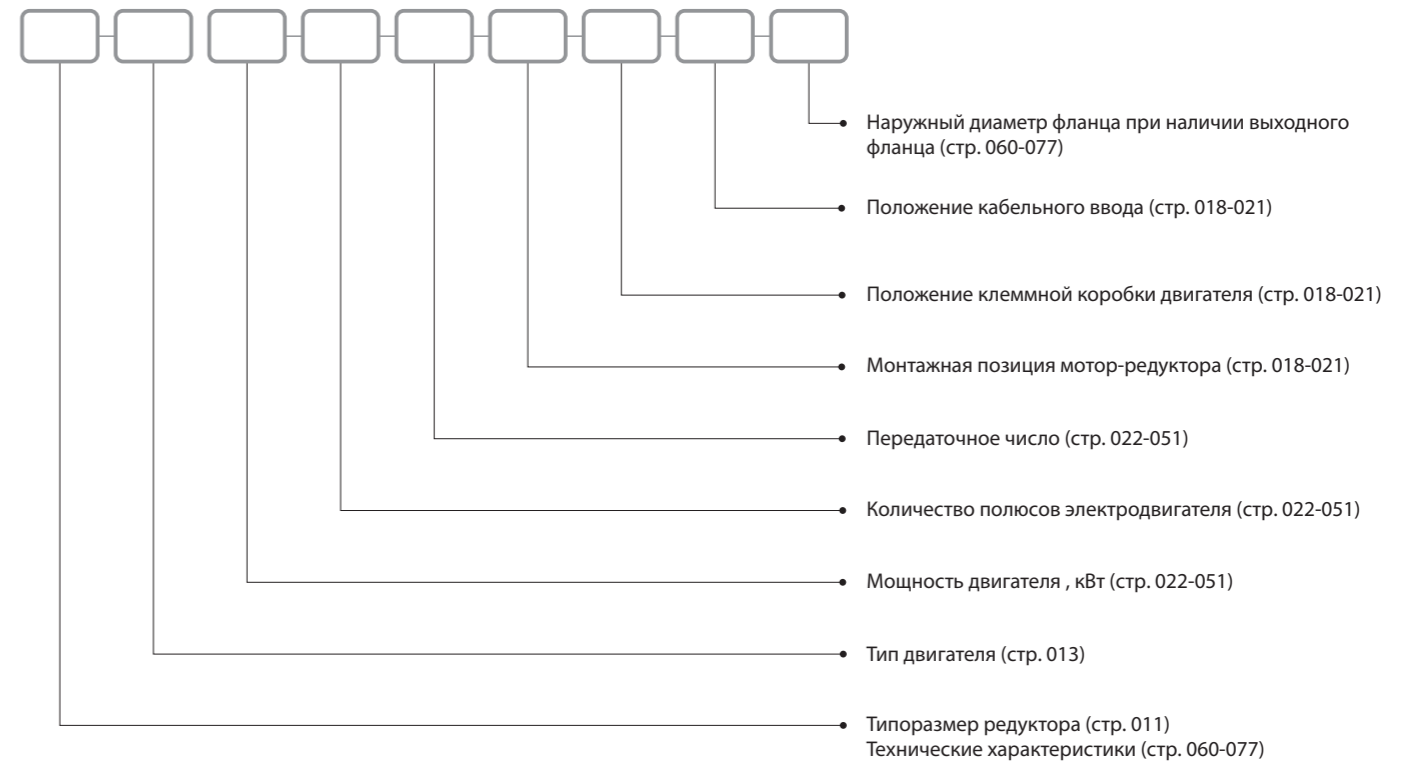 Наружный диаметр фланца при наличии выходного
фланца (стр. 060-077)
Положение кабельного ввода (стр. 018-021)
Положение клеммной коробки двигателя (стр. 018-021)
Монтажная позиция мотор-редуктора (стр. 018-021)
Передаточное число (стр. 022-051)
Количество полюсов электродвигателя (стр. 022-051)
Мощность двигателя , кВт (стр. 022-051)
Тип двигателя (стр. 013)
Типоразмер редуктора (стр. 011)
Технические характеристики (стр. 060-077)